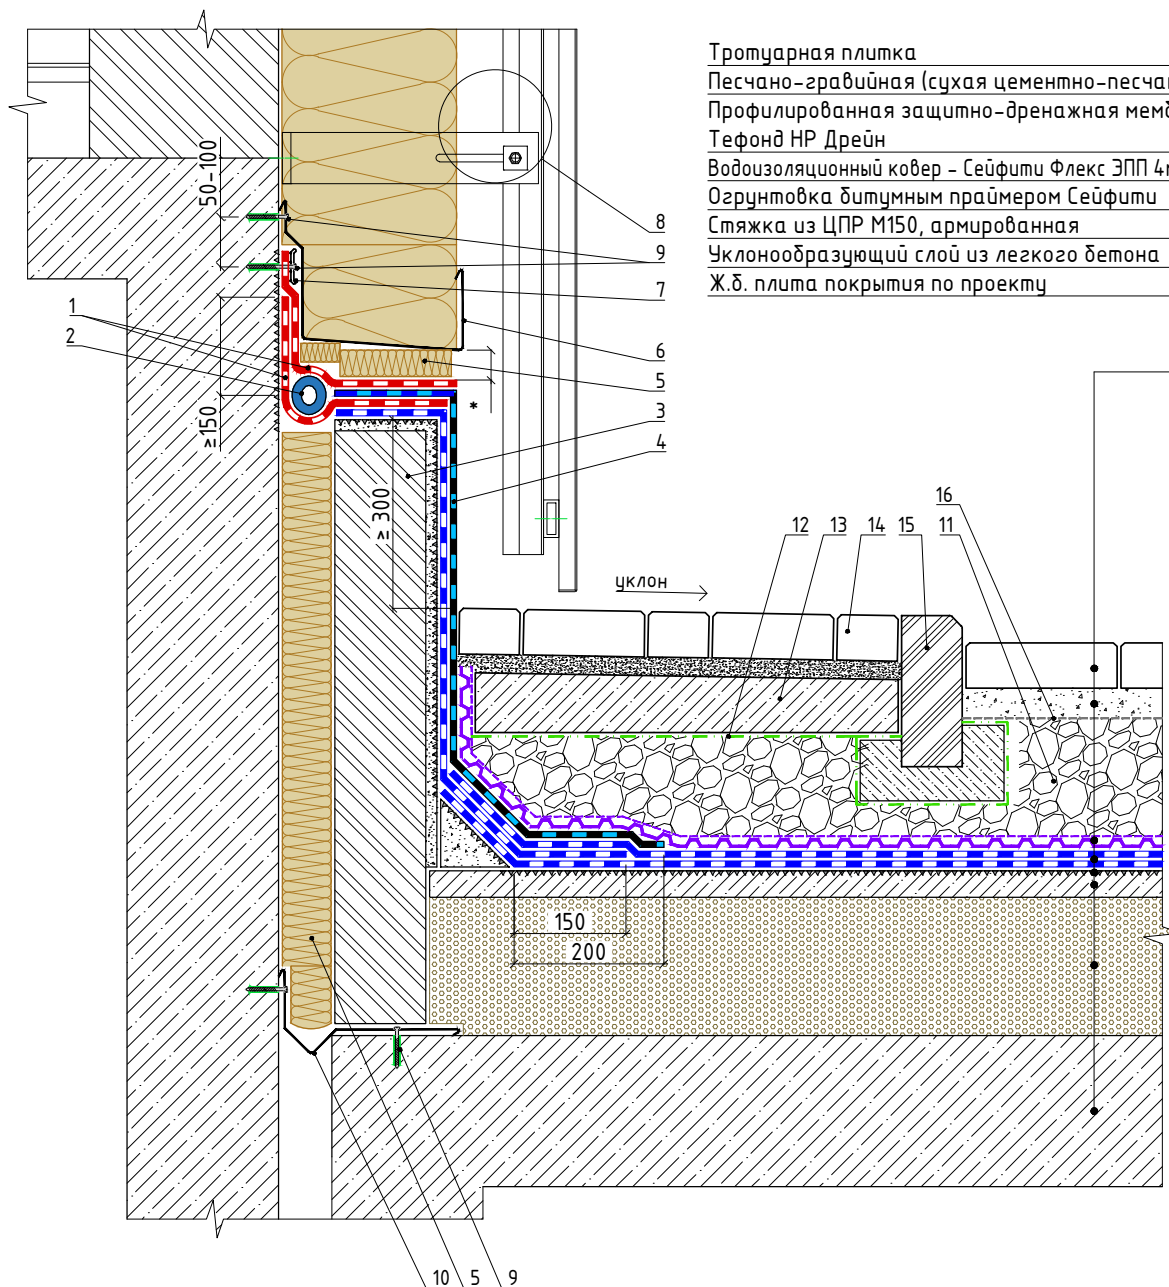 Тротуарная плитка
Песчано-гравийная (сухая цементно-песчан
Профилированная защитно-дренажная мемб
Тефонд НР Дрейн
Водоизоляционный ковер - Сейфити Флекс ЭПП 4м
Огрунтовка битумным праймером Сейфити
Стяжка из ЦПР М150, армированная
Уклонообразующий слой из легкого бетона
Ж.б. плита покрытия по проекту
50-100
8
9
7
1
2
6
5
*
3
4
≥150
≥ 300
16
12
13
14
15
11
уклон
150
200
10
5
9